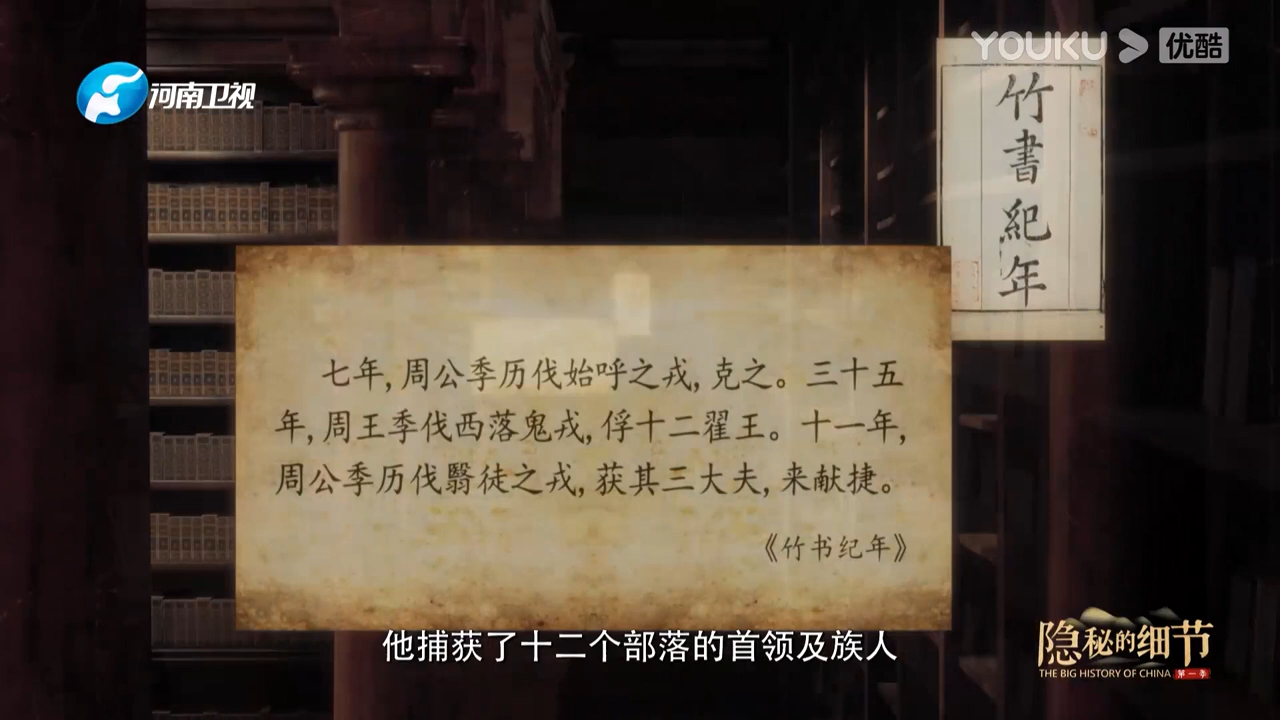 河南卫视
YOUKU 优酷
竹書紀年
七年,周公季历伐始呼之戎,克之。三十五
年,周王季伐西落鬼戎,俘十二翟王。十一年,
周公季历伐翳徒之戎,获其三大夫,来献捷。
《竹书纪年》
他捕获了十二个部落的首领及族人
隐秘的细节
THE BIG HISTORY OF CHINA 第一季